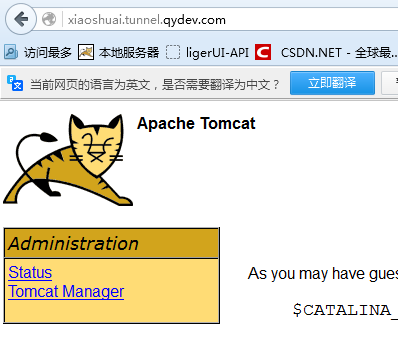 xiaoshuai.tunnel.qydev.com
访问最多 本地服务器 ligerUI-API C CSDN.NET - 全球最...
当前网页的语言为英文，是否需要翻译为中文？ 立即翻译
Apache Tomcat
Administration
Status
Tomcat Manager
As you may have gues
$CATALINA_